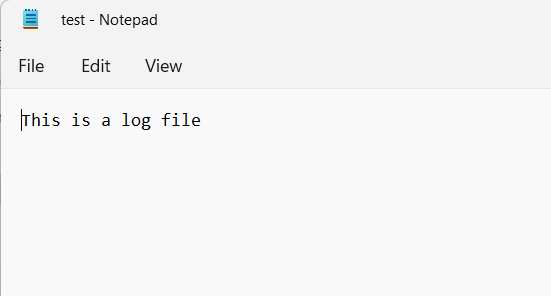 test - Notepad
File Edit View
This is a log file